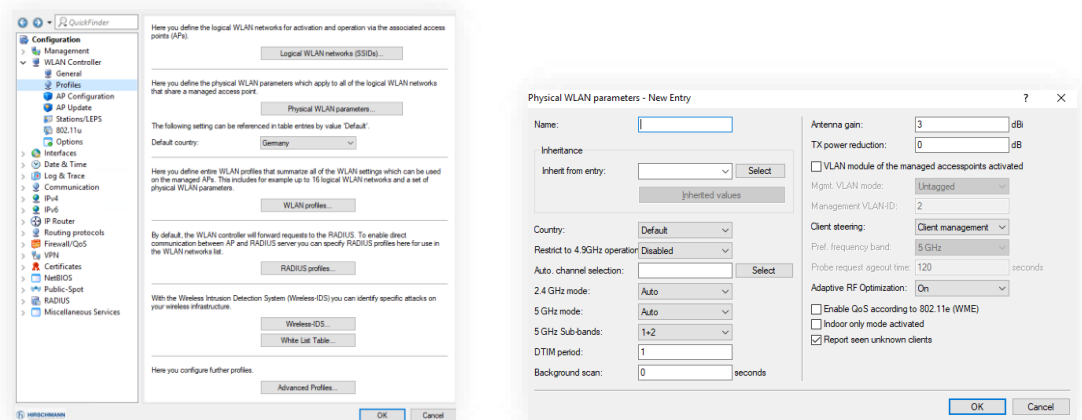 QuickFinder
Configuration
Management
WLAN Controller
General
Profiles
AP Configuration
AP Update
Stations/LEPS
802.11u
Options
Interfaces
Date & Time
Log & Trace
Communication
IPv4
IPv6
IP Router
Routing protocols
Firewall/QoS
VPN
Certificates
NetBIOS
Public-Spot
RADIUS
Miscellaneous Services
HIRSCHMANN
Here you define the logical WLAN networks for activation and operation via the associated access
points (APs).
Logical WLAN networks (SSIDs)...
Here you define the physical WLAN parameters which apply to all of the logical WLAN networks
that share a managed access point.
Physical WLAN parameters...
The following setting can be referenced in table entries by value 'Default'.
Default country: Germany
Here you define entire WLAN profiles that summarize all of the WLAN settings which can be used
on the managed APs. This includes for example up to 16 logical WLAN networks and a set of
physical WLAN parameters.
WLAN profiles...
By default, the WLAN controller will forward requests to the RADIUS. To enable direct
communication between AP and RADIUS server you can specify RADIUS profiles here for use in
the WLAN networks list.
RADIUS profiles...
With the Wireless Intrusion Detection System (Wireless-IDS) you can identify specific attacks on
your wireless infrastructure.
Wireless-IDS...
White List Table...
Here you configure further profiles.
Advanced Profiles...
OK Cancel
Physical WLAN parameters - New Entry ? X
Name:
Inheritance
Inherit from entry: Select
Inherited values
Country: Default
Restrict to 4.9GHz operation Disabled
Auto. channel selection: Select
2.4 GHz mode: Auto
5 GHz mode: Auto
5 GHz Sub-bands: 1+2
DTIM period: 1
Background scan: 0 seconds
Antenna gain: 3 dBi
TX power reduction: 0 dB
VLAN module of the managed accesspoints activated
Mgmt. VLAN mode: Untagged
Management VLAN-ID: 2
Client steering: Client management
Pref. frequency band: 5 GHz
Probe request ageout time: 120 seconds
Adaptive RF Optimization: On
Enable QoS according to 802.11e (WME)
Indoor only mode activated
Report seen unknown clients
OK Cancel